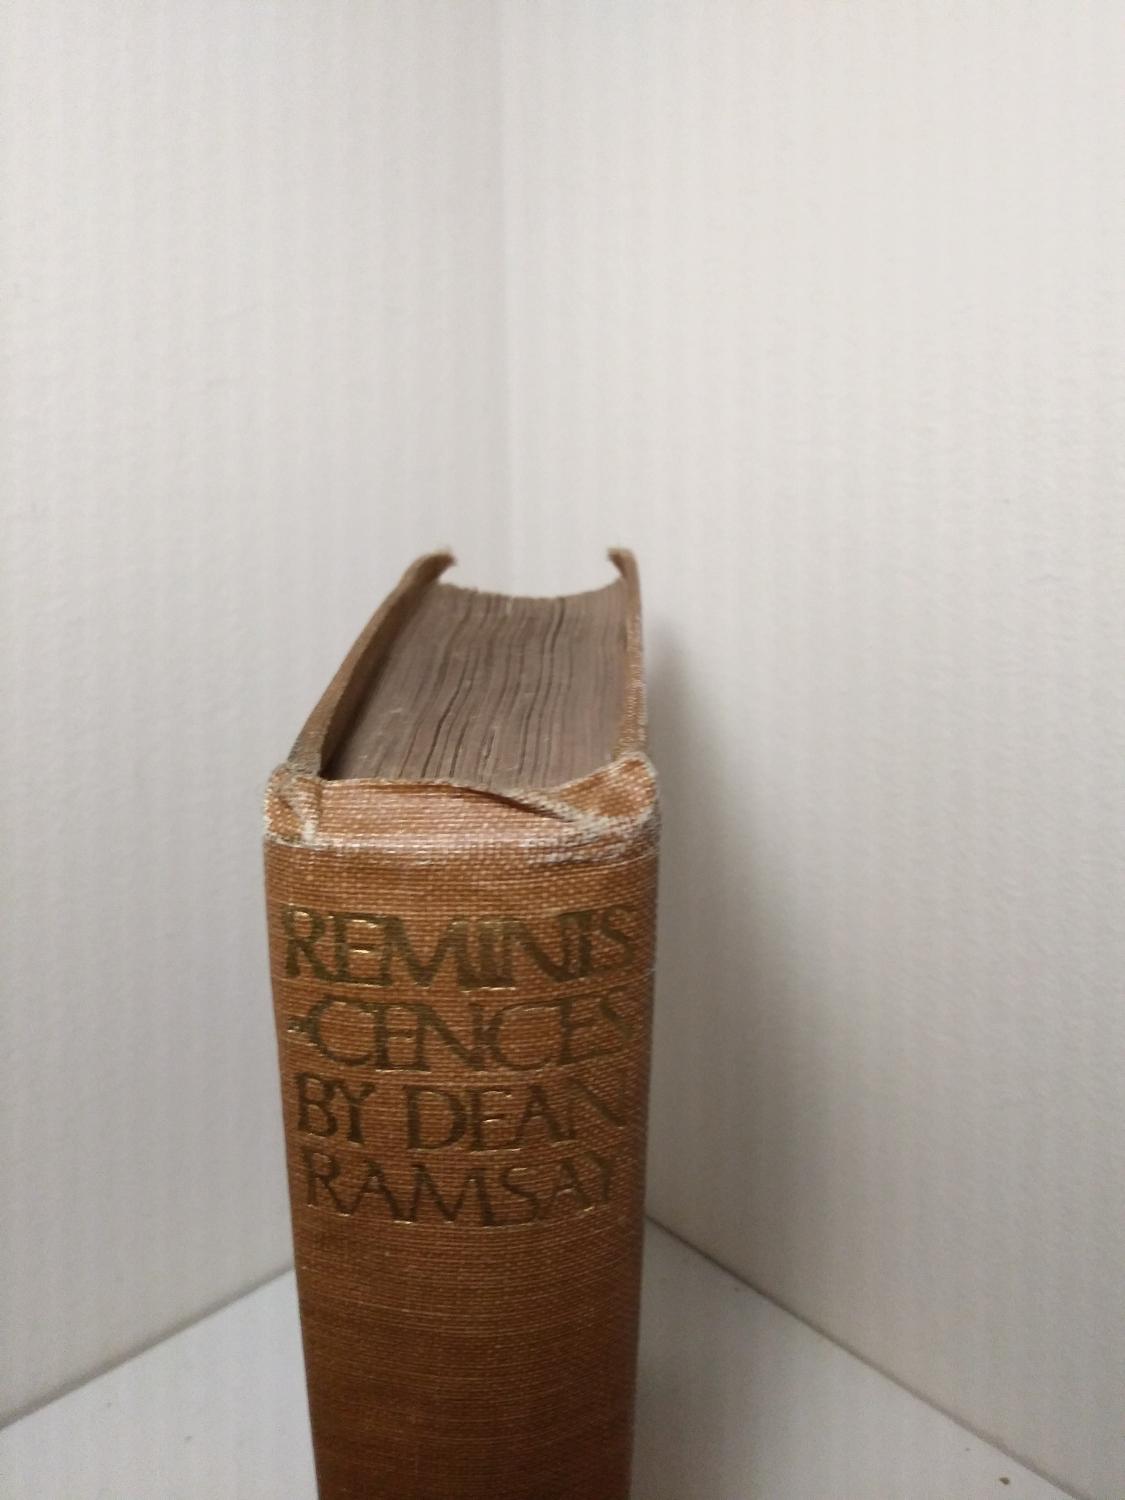 REMINIS
-CENCES
BY DEAN
RAMSAY